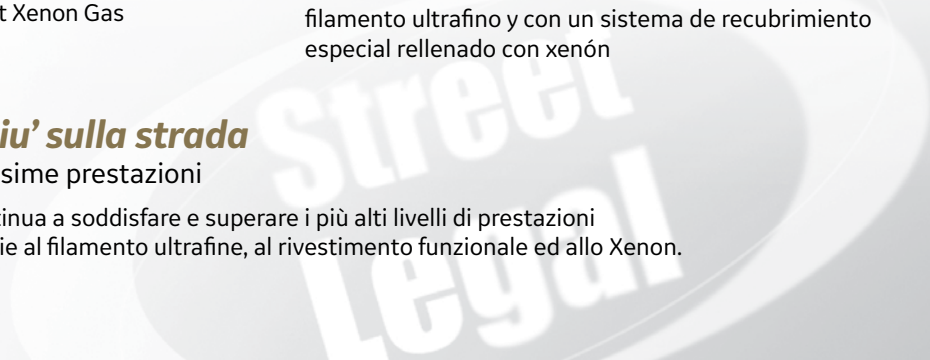 t Xenon Gas
filamento ultrafino y con un sistema de recubrimiento
especial rellenado con xenón
iu’ sulla strada
sime prestazioni
tinua a soddisfare e superare i più alti livelli di prestazioni
ie al filamento ultrafine, al rivestimento funzionale ed allo Xenon.
Street
Legal